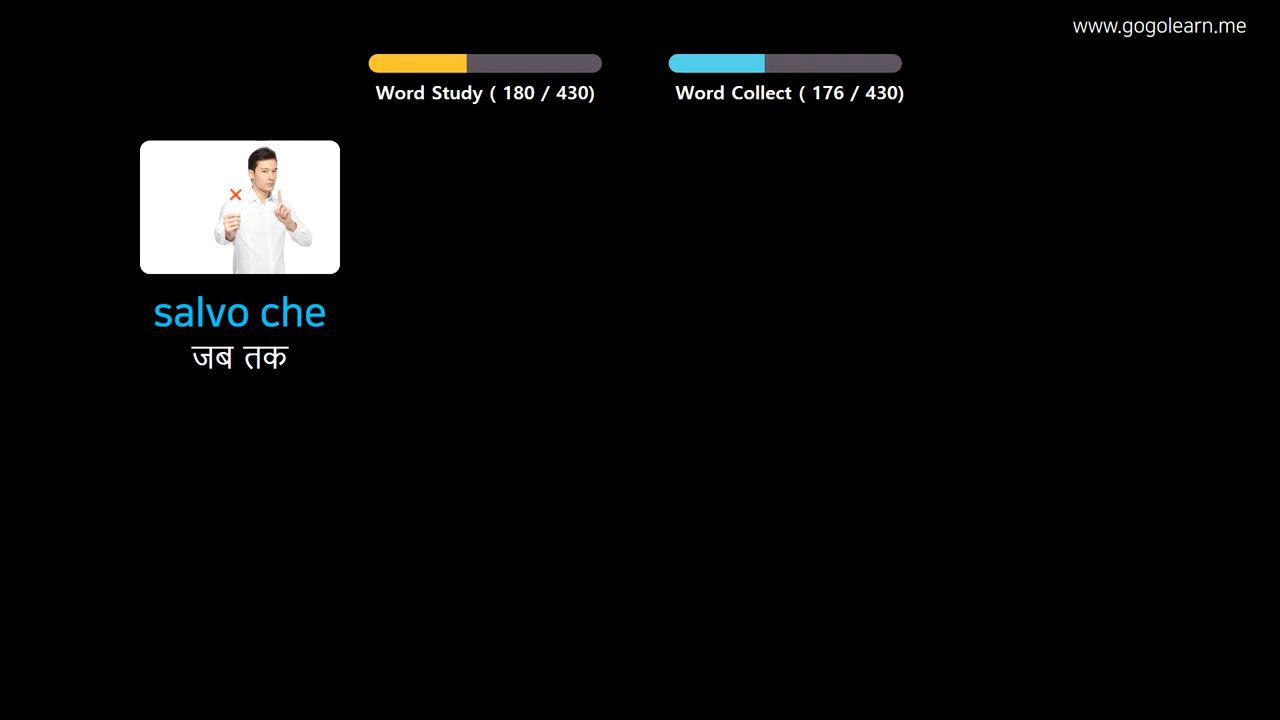 www.gogolearn.me
Word Study ( 180 / 430)
Word Collect ( 176 / 430)
salvo che
जब तक